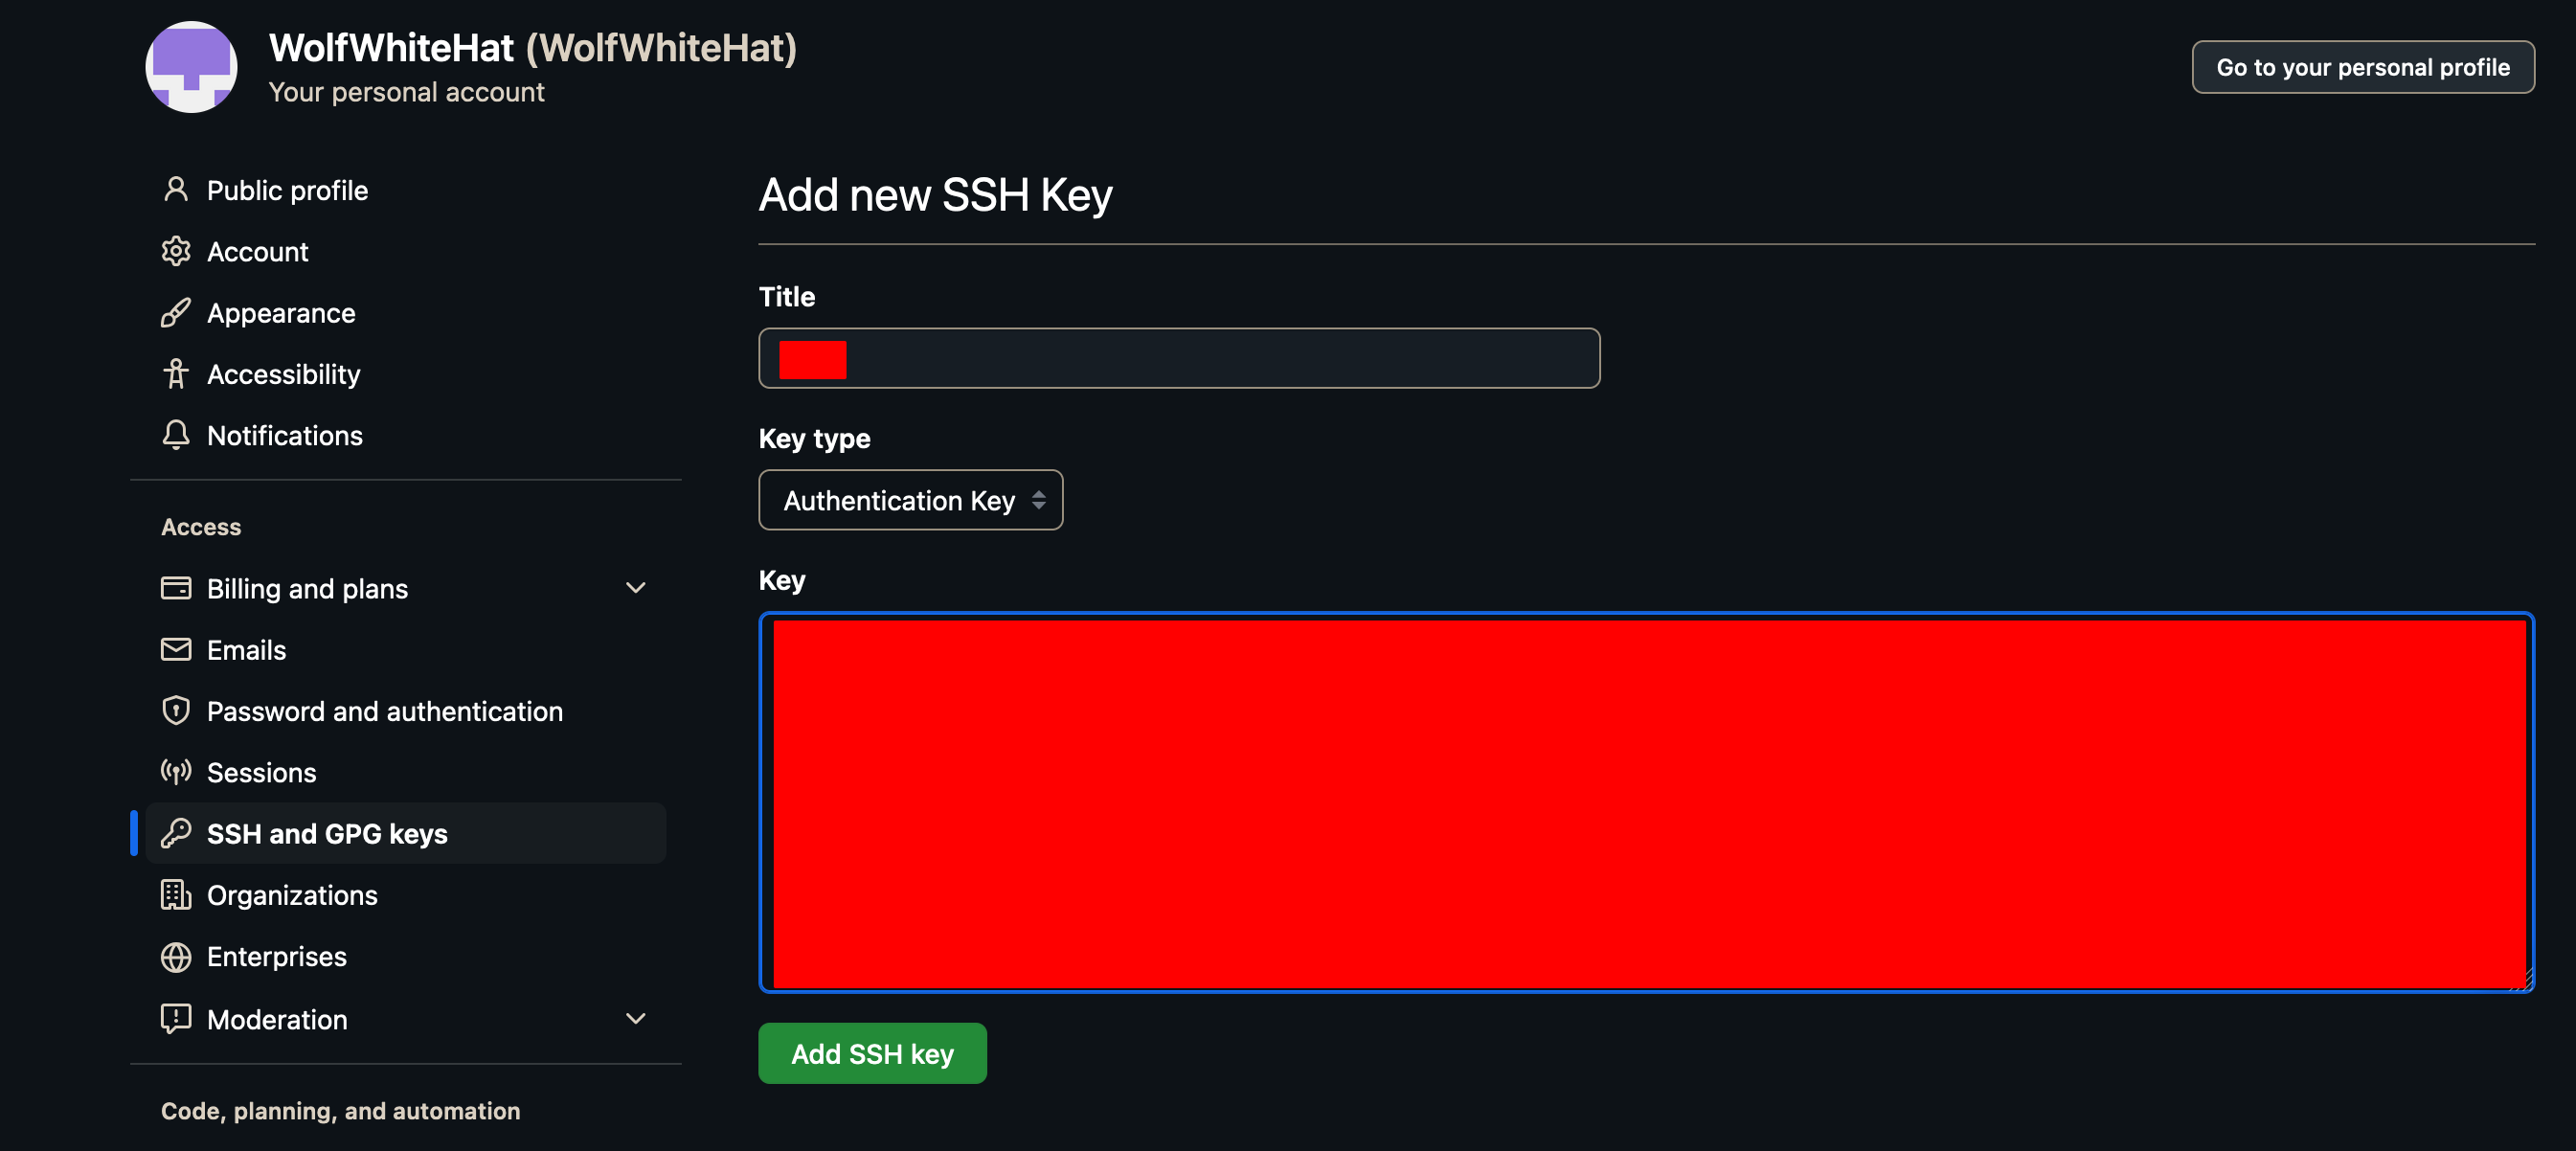 WolfWhiteHat (WolfWhiteHat)
Your personal account
Go to your personal profile
Public profile
Account
Appearance
Accessibility
Notifications
Access
Billing and plans
Emails
Password and authentication
Sessions
SSH and GPG keys
Organizations
Enterprises
Moderation
Code, planning, and automation
Add new SSH Key
Title
Key type
Authentication Key
Key
Add SSH key